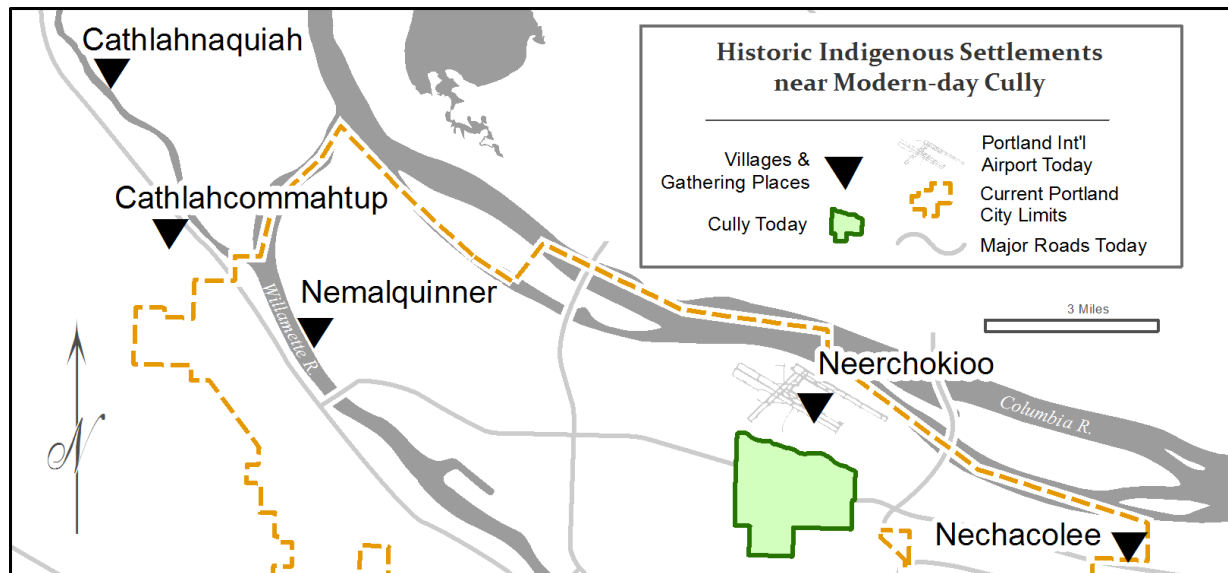 Cathlahnaquiah
Historic Indigenous Settlements
near Modern-day Cully
Villages &
Gathering Places
Portland Int'l
Airport Today
Cully Today
Current Portland
City Limits
Major Roads Today
Cathlahcommahtup
Nemalquinner
Willamette R.
3 Miles
Neerchokioo
Columbia R.
N
Nechacolee